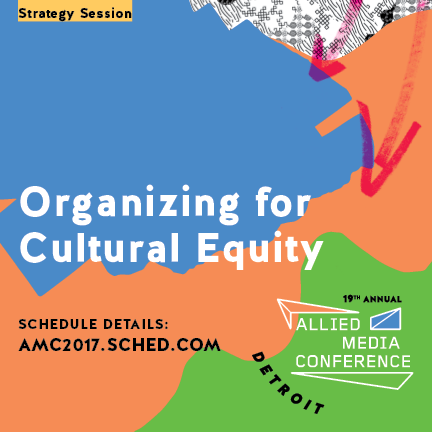 Strategy Session
Organizing for
Cultural Equity
SCHEDULE DETAILS:
AMC2017.SCHED.COM
19TH ANNUAL
ALLIED
MEDIA
CONFERENCE
DETROIT